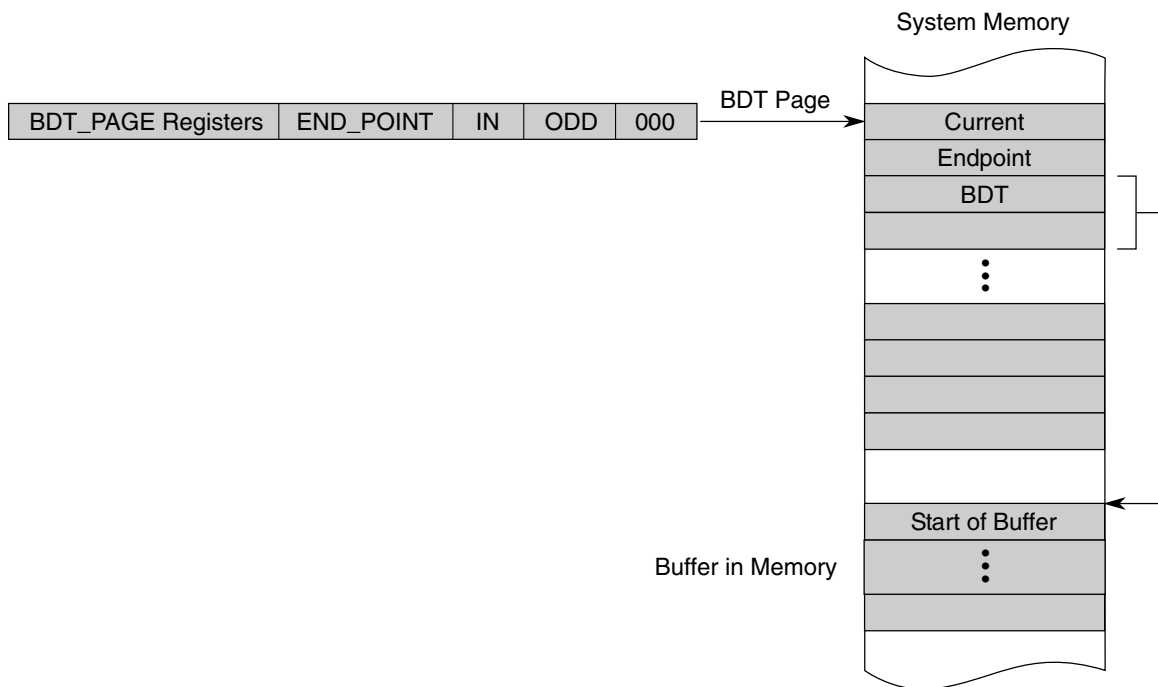 System Memory
BDT_PAGE Registers END_POINT IN ODD 000
BDT Page
Current
Endpoint
BDT
Start of Buffer
Buffer in Memory